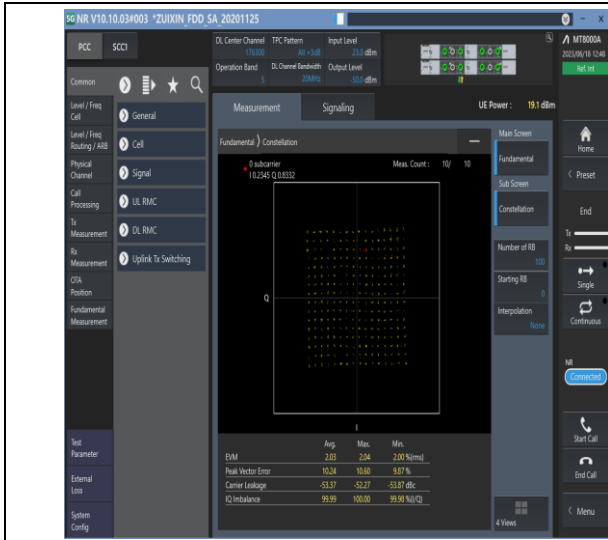 5G NR V10.10.03#003 *ZUIXIN_FDD_SA_20201125
PCC
SCC1
DL Center Channel TPC Pattern Input Level
176300 All +3dB 23.0 dBm
Operation Band DL Channel Bandwidth Output Level
5 20MHz -50.0 dBm
MT8000A
2023/06/18 12:40
Ref. Int
Common
Level / Freq
Cell
Level / Freq
Routing / ARB
Physical
Channel
Call
Processing
Tx
Measurement
Rx
Measurement
OTA
Position
Fundamental
Measurement
Test
Parameter
External
Loss
System
Config
General
Cell
Signal
UL RMC
DL RMC
Uplink Tx Switching
Measurement
Signaling
UE Power : 19.1 dBm
Fundamental Constellation
0 subcarrier Meas. Count : 10/ 10
I 0.2345 Q 0.8332
Q
I
Avg. Max. Min.
EVM 2.03 2.04 2.00 %(rms)
Peak Vector Error 10.24 10.60 9.87 %
Carrier Leakage -53.37 -52.27 -53.87 dBc
IQ Imbalance 99.99 100.00 99.98 %(I/Q)
Main Screen
Fundamental
Sub Screen
Constellation
Number of RB
100
Starting RB
0
Interpolation
None
4 Views
Home
Preset
End
Tx
Rx
Single
Continuous
NR
Connected
Start Call
End Call
Menu